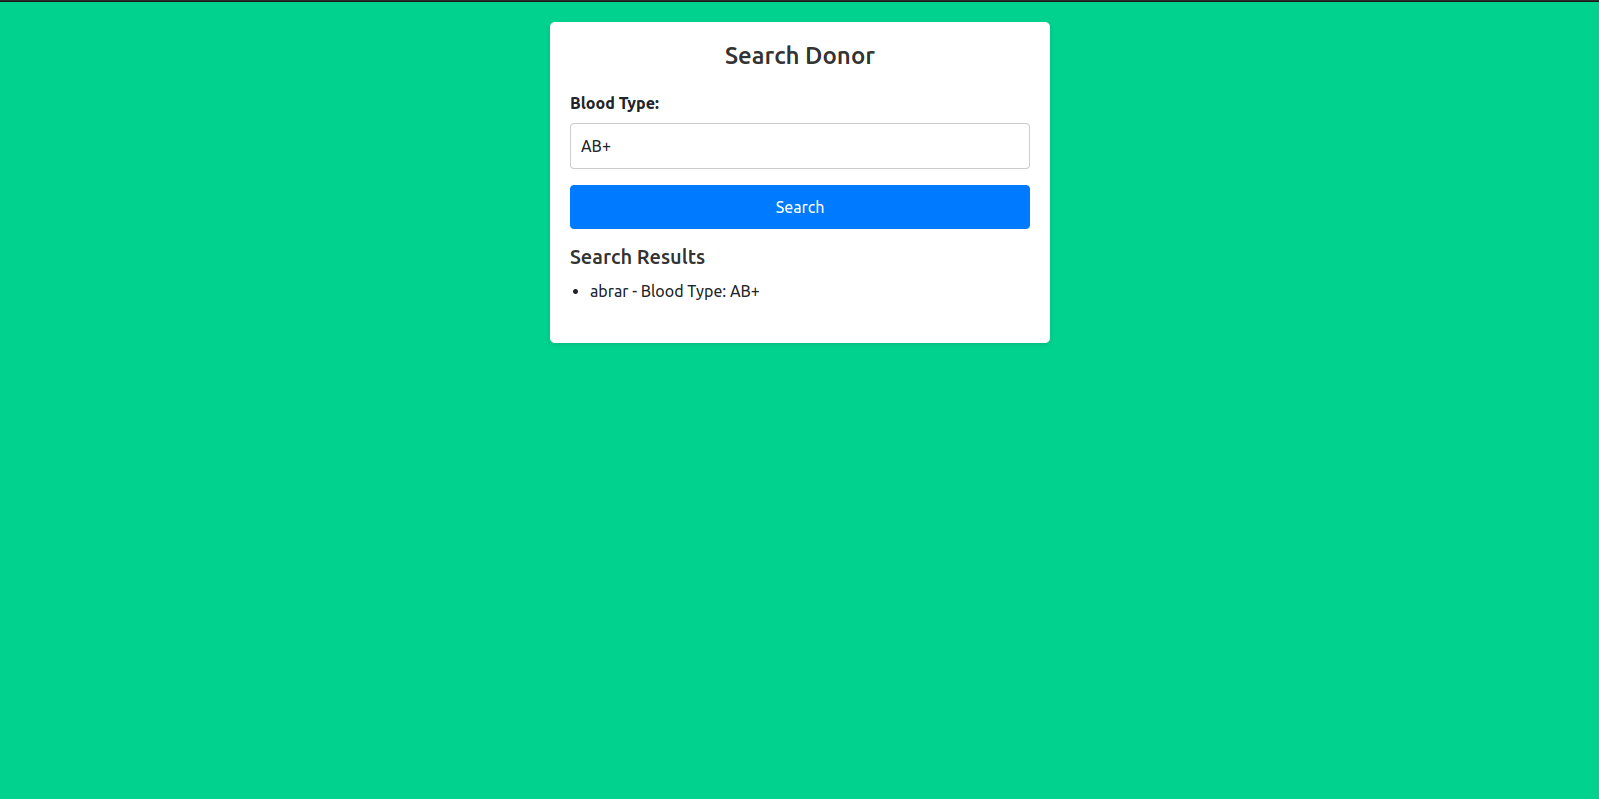 Search Donor
Blood Type:
AB+
Search
Search Results
abrar - Blood Type: AB+